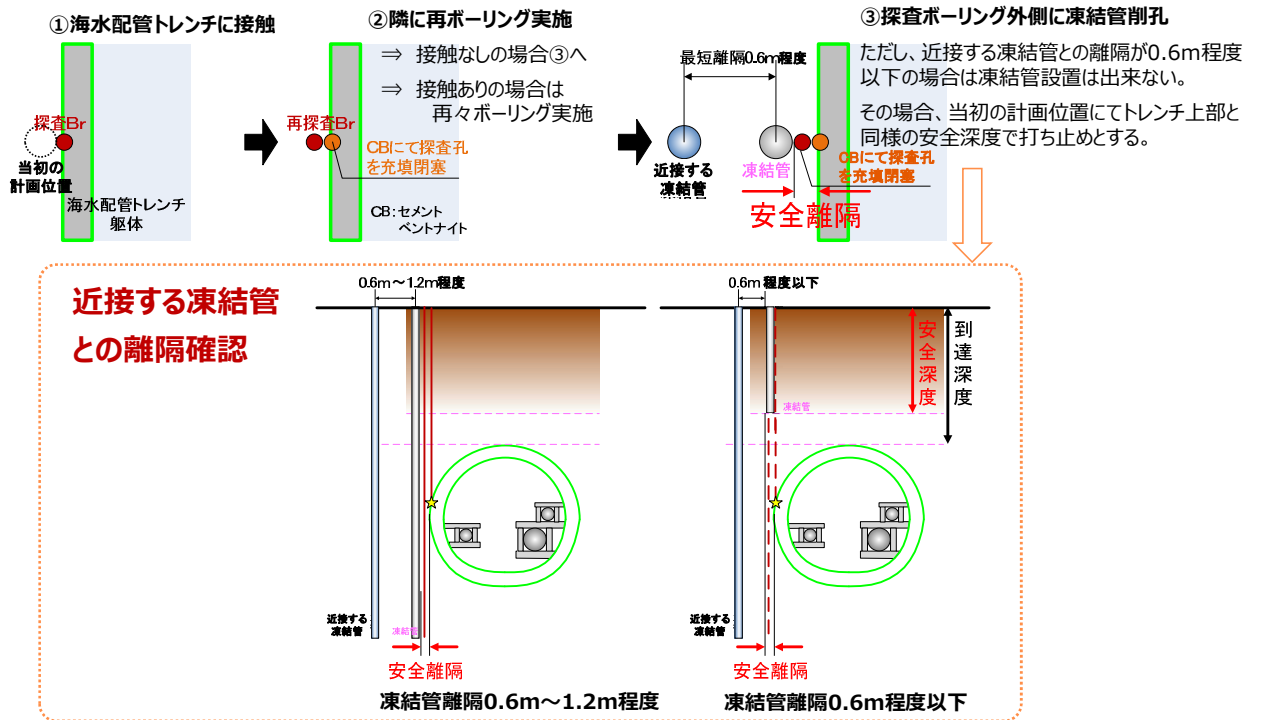 ①海水配管トレンチに接触
探査Br
当初の
計画位置
海水配管トレンチ
躯体
②隣に再ボーリング実施
⇒ 接触なしの場合③へ
⇒ 接触ありの場合は
再々ボーリング実施
再探査Br
CBにて探査孔
を充填閉塞
CB:セメント
ベントナイト
③探査ボーリング外側に凍結管削孔
最短離隔0.6m程度
ただし、近接する凍結管との離隔が0.6m程度
以下の場合は凍結管設置は出来ない。
その場合、当初の計画位置にてトレンチ上部と
同様の安全深度で打ち止めとする。
近接する
凍結管
凍結管
CBにて探査孔
を充填閉塞
安全離隔
近接する凍結管
との離隔確認
0.6m～1.2m程度
近接する
凍結管
凍結管
安全離隔
凍結管離隔0.6m～1.2m程度
0.6m 程度以下
安全深度
到達深度
凍結管
近接する
凍結管
安全離隔
凍結管離隔0.6m程度以下